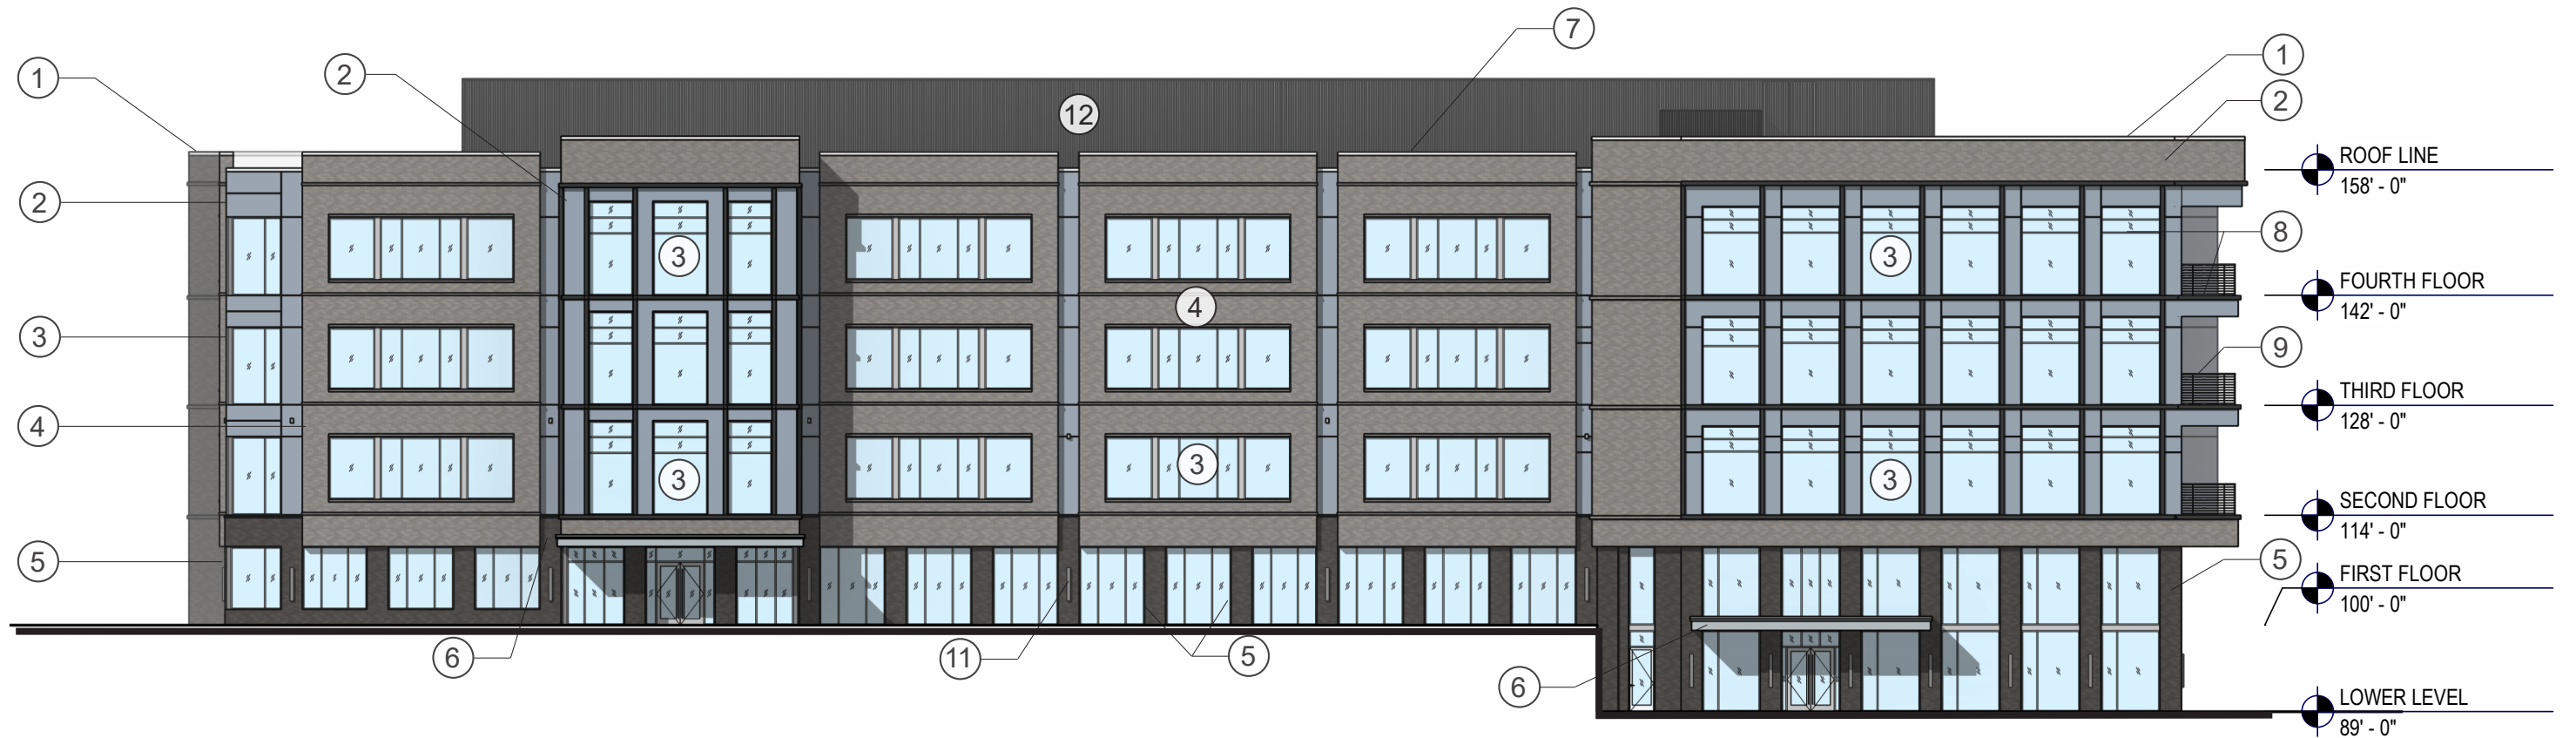 7
1
2
1
2
12
ROOF LINE
158' - 0"
2
8
3
3
FOURTH FLOOR
142' - 0"
4
3
9
THIRD FLOOR
128' - 0"
4
3
3
3
SECOND FLOOR
114' - 0"
5
5
FIRST FLOOR
100' - 0"
6
11
5
6
LOWER LEVEL
89' - 0"